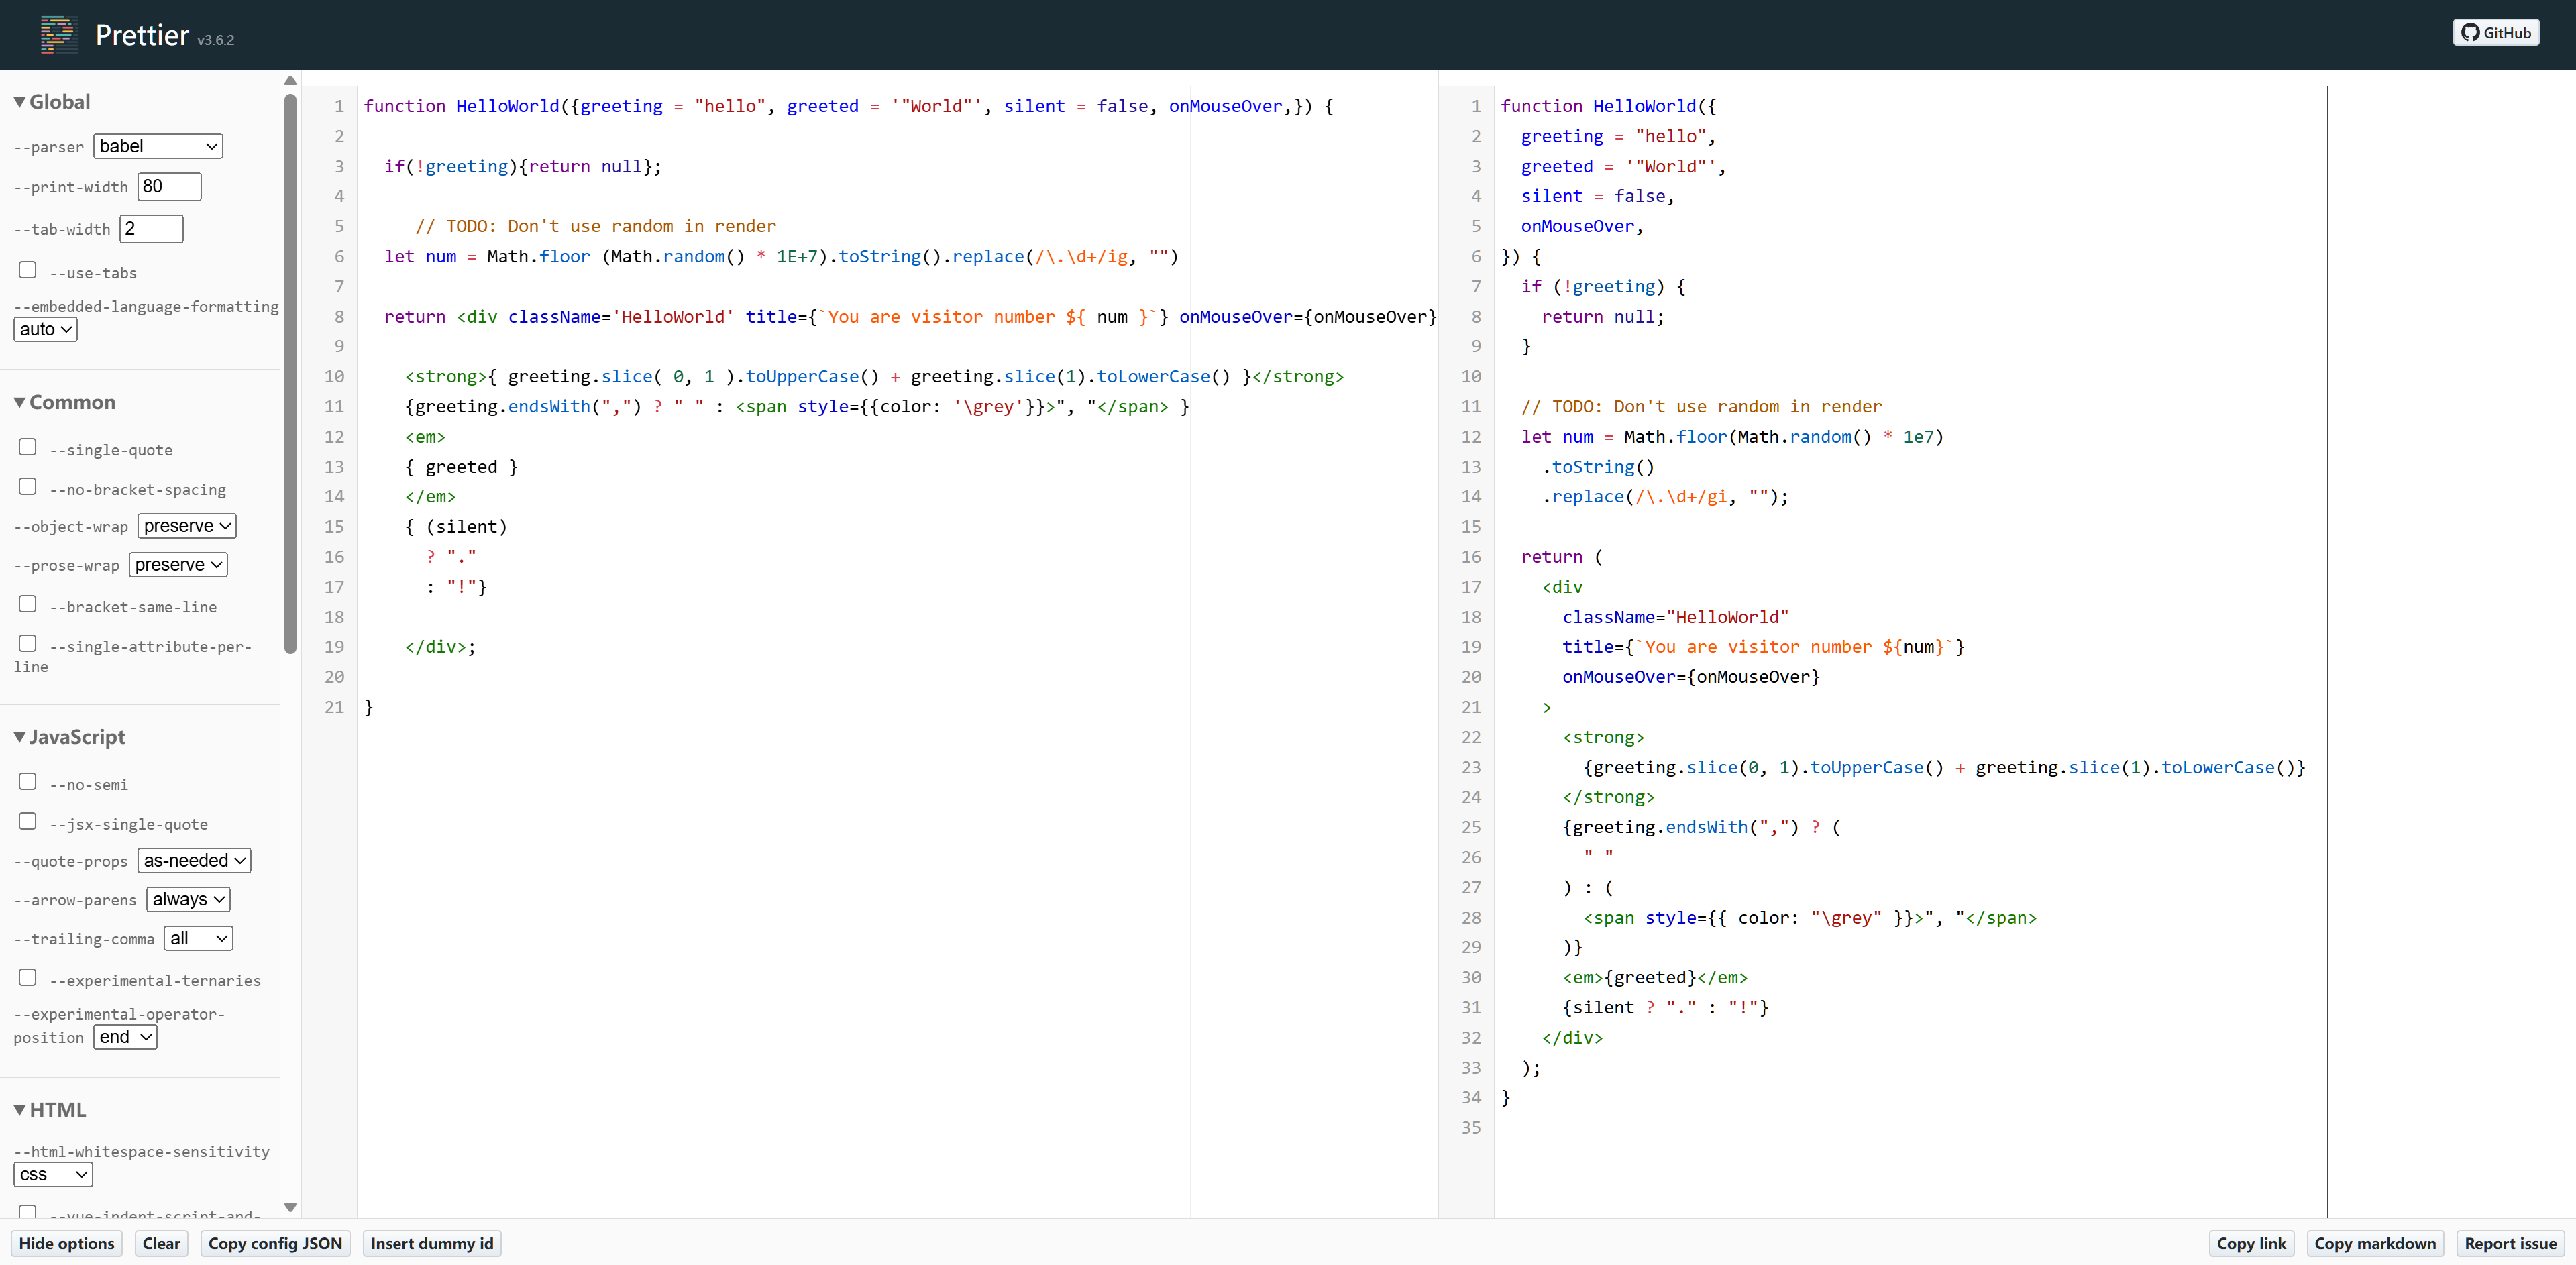 Prettier v3.6.2
GitHub
▼Global
--parser babel
--print-width 80
--tab-width 2
--use-tabs
--embedded-language-formatting
auto
▼Common
--single-quote
--no-bracket-spacing
--object-wrap preserve
--prose-wrap preserve
--bracket-same-line
--single-attribute-per-
line
▼JavaScript
--no-semi
--jsx-single-quote
--quote-props as-needed
--arrow-parens always
--trailing-comma all
--experimental-ternaries
--experimental-operator-
position end
▼HTML
--html-whitespace-sensitivity
css
--vue-indent-script-and-
1 function HelloWorld({greeting = "hello", greeted = '"World"', silent = false, onMouseOver,}) {
2
3 if(!greeting){return null};
4
5 // TODO: Don't use random in render
6 let num = Math.floor (Math.random() * 1E+7).toString().replace(/\.\d+/ig, "")
7
8 return <div className='HelloWorld' title={`You are visitor number ${ num }`} onMouseOver={onMouseOver}
9
10 <strong>{ greeting.slice( 0, 1 ).toUpperCase() + greeting.slice(1).toLowerCase() }</strong>
11 {greeting.endsWith(",") ? " " : <span style={{color: '\grey'}}>", "</span> }
12 <em>
13 { greeted }
14 </em>
15 { (silent)
16 ? "."
17 : "!"}
18
19 </div>;
20
21 }
1 function HelloWorld({
2 greeting = "hello",
3 greeted = '"World"',
4 silent = false,
5 onMouseOver,
6 }) {
7 if (!greeting) {
8 return null;
9 }
10
11 // TODO: Don't use random in render
12 let num = Math.floor(Math.random() * 1e7)
13 .toString()
14 .replace(/\.\d+/gi, "");
15
16 return (
17 <div
18 className="HelloWorld"
19 title={`You are visitor number ${num}`}
20 onMouseOver={onMouseOver}
21 >
22 <strong>
23 {greeting.slice(0, 1).toUpperCase() + greeting.slice(1).toLowerCase()}
24 </strong>
25 {greeting.endsWith(",") ? (
26 " "
27 ) : (
28 <span style={{ color: "\grey" }}>", "</span>
29 )}
30 <em>{greeted}</em>
31 {silent ? "." : "!"}
32 </div>
33 );
34 }
35
Hide options
Clear
Copy config JSON
Insert dummy id
Copy link
Copy markdown
Report issue